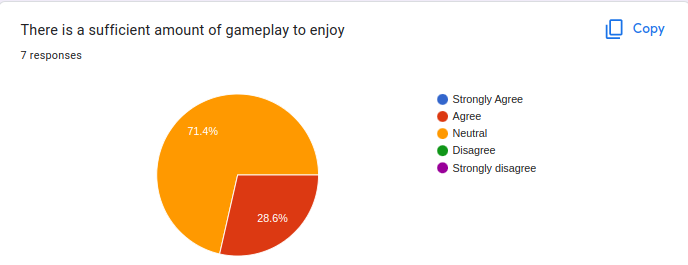 There is a sufficient amount of gameplay to enjoy
Copy
7 responses
71.4%
28.6%
Strongly Agree
Agree
Neutral
Disagree
Strongly disagree